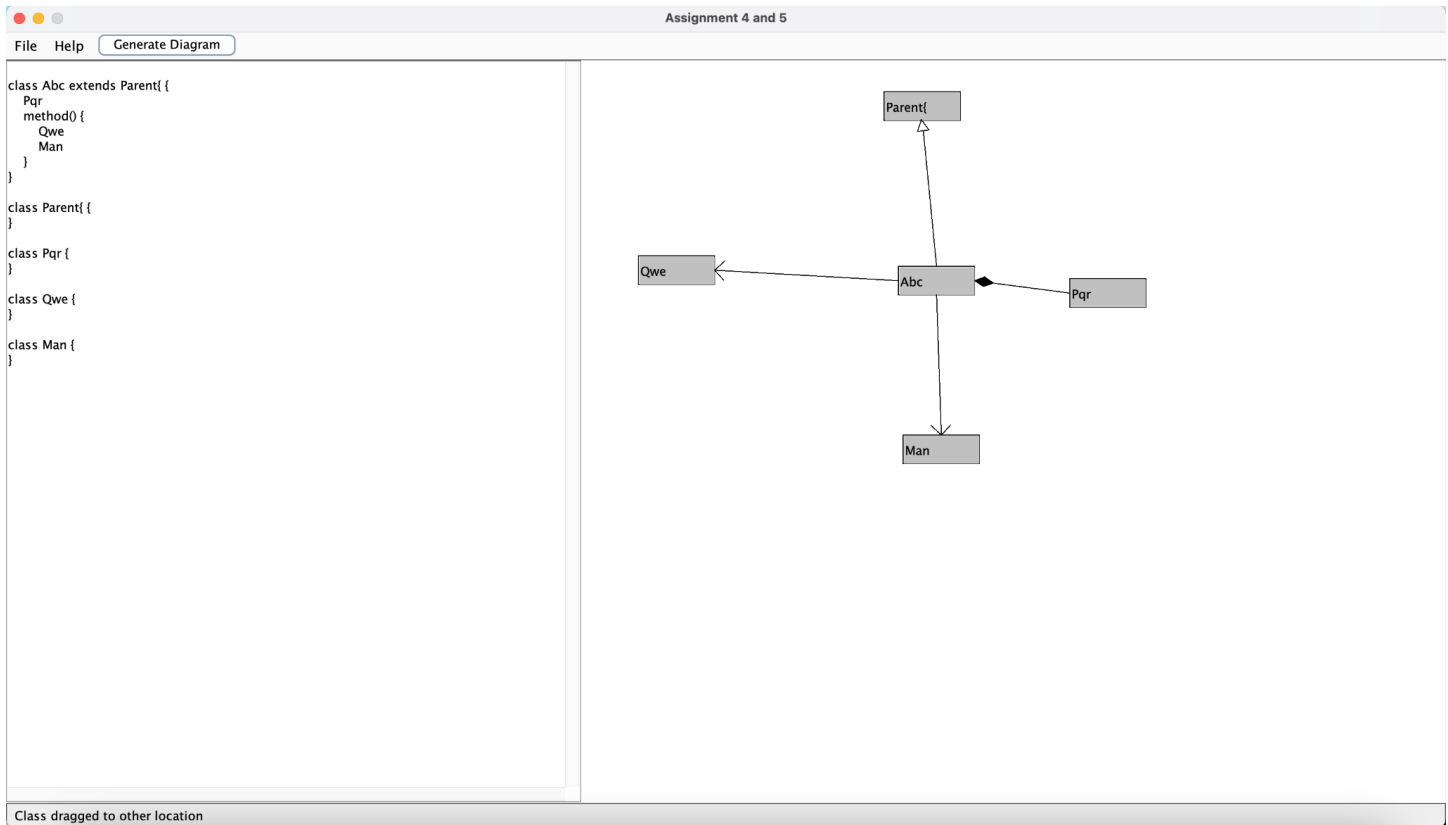 Assignment 4 and 5
File Help Generate Diagram
class Abc extends Parent{ {
Pqr
method() {
Qwe
Man
}
}
class Parent{ {
}
class Pqr {
}
class Qwe {
}
class Man {
}
Parent{
Qwe
Abc
Pqr
Man
Class dragged to other location